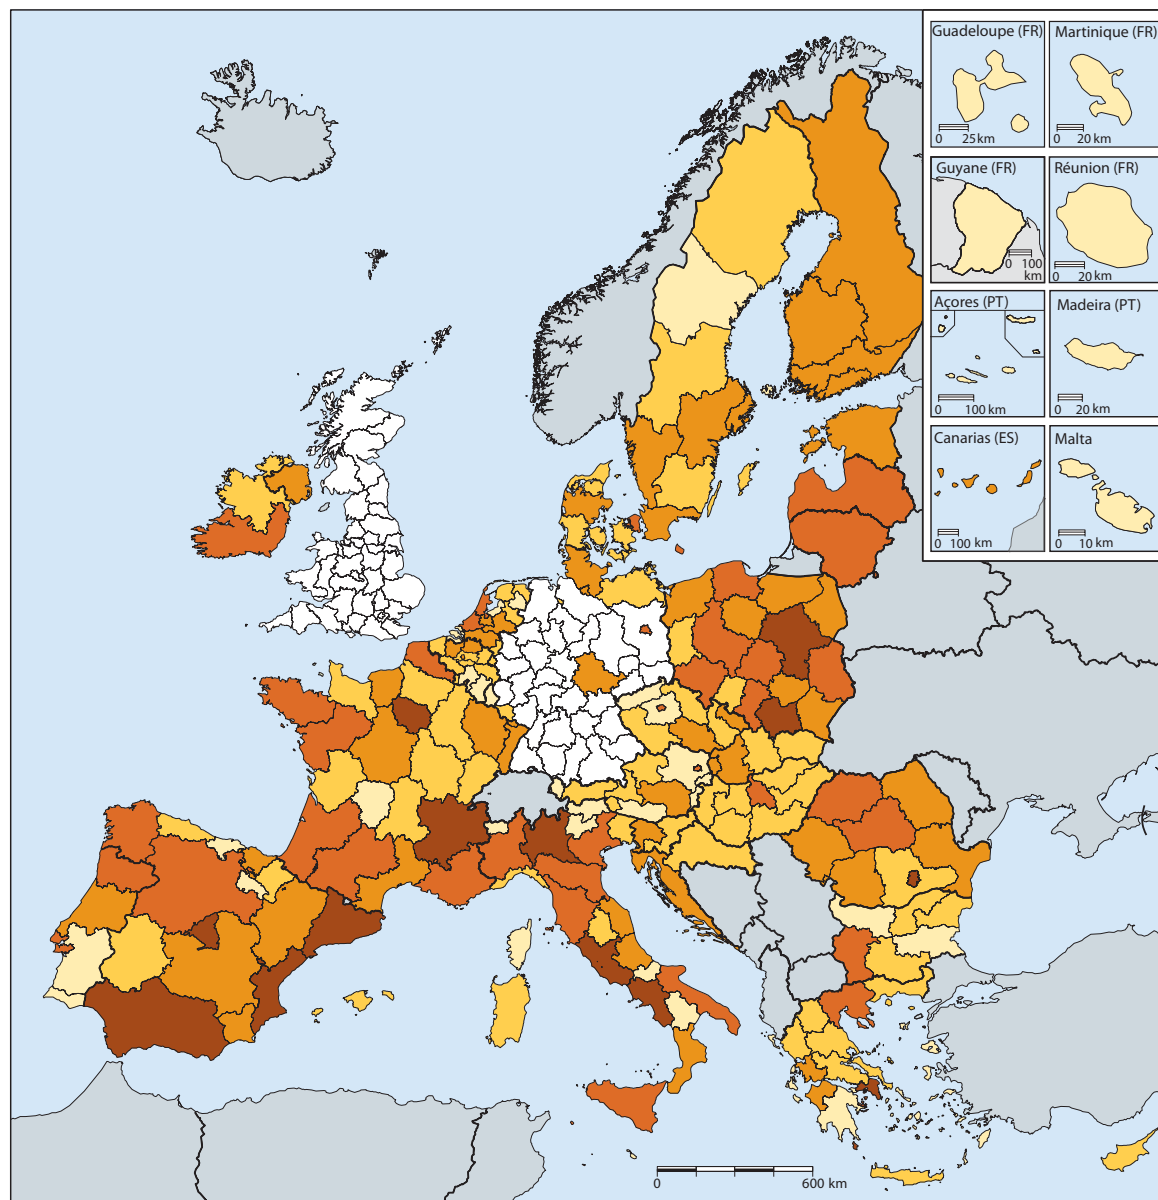 Guadeloupe (FR)
0 25 km
Martinique (FR)
0 20 km
Guyane (FR)
0 100
km
Réunion (FR)
0 20 km
Açores (PT)
0 100 km
Madeira (PT)
0 20 km
Canarias (ES)
0 100 km
Malta
0 10 km
0 600 km